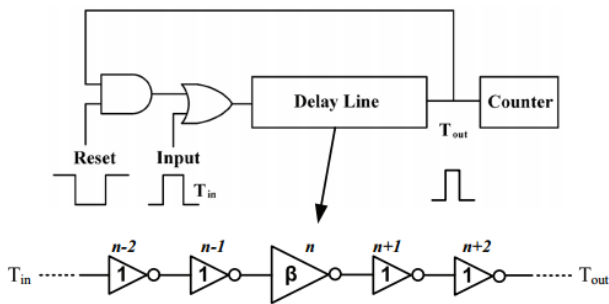 Delay Line
Counter
T_out
Reset
Input
T_in
n-2
n-1
n
n+1
n+2
T_in
1
1
β
1
1
T_out